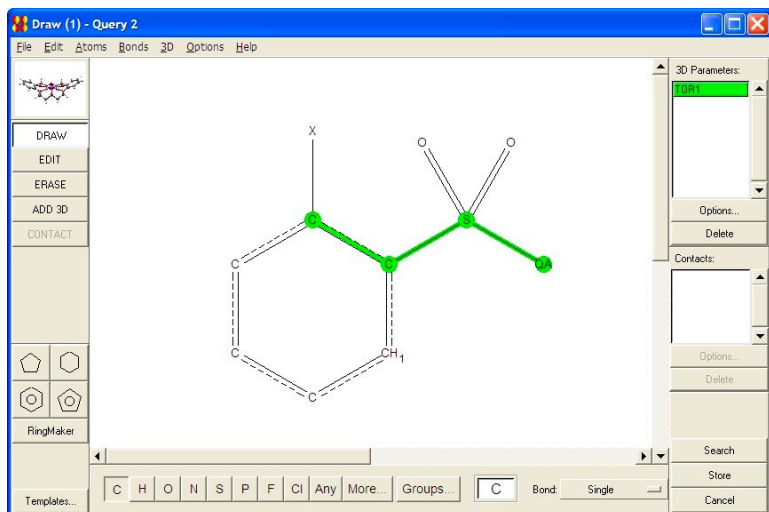 Draw (1) - Query 2
File Edit Atoms Bonds 3D Options Help
DRAW
EDIT
ERASE
ADD 3D
CONTACT
RingMaker
Templates...
X
O O
C S
C C QA
C CH1
C
C H O N S P F Cl Any More... Groups... C Bond: Single
3D Parameters:
TOR1
Options...
Delete
Contacts:
Options...
Delete
Search
Store
Cancel